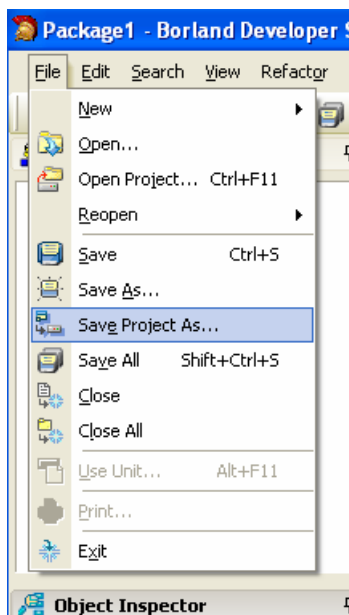 Package1 - Borland Developer S
File Edit Search View Refactor
New
Open...
Open Project... Ctrl+F11
Reopen
Save Ctrl+S
Save As...
Save Project As...
Save All Shift+Ctrl+S
Close
Close All
Use Unit... Alt+F11
Print...
Exit
Object Inspector